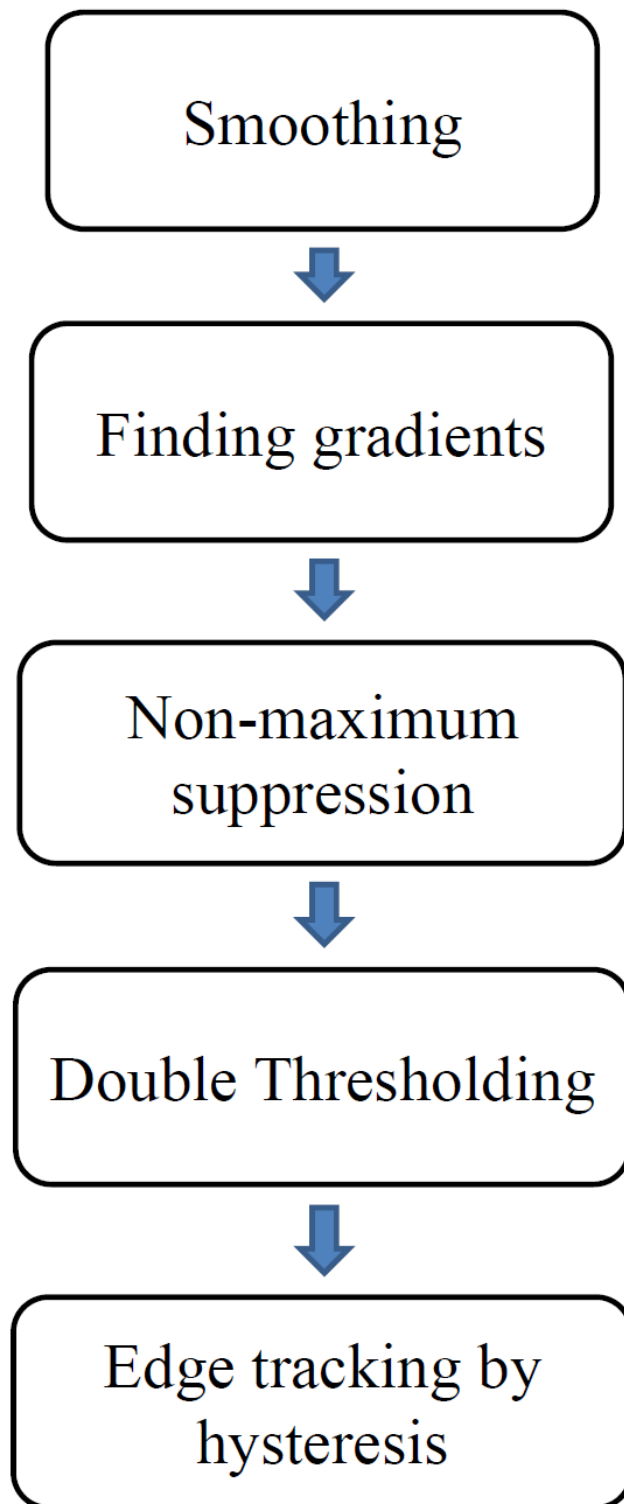 Smoothing
Finding gradients
Non-maximum
suppression
Double Thresholding
Edge tracking by
hysteresis